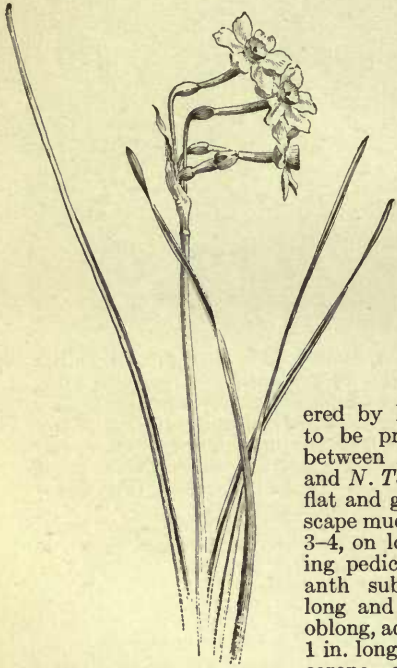 ered by
to be pr
between
and N. T
flat and g
scape muc
3–4, on lo
ing pedic
anth sub
long and
oblong, ac
1 in. long